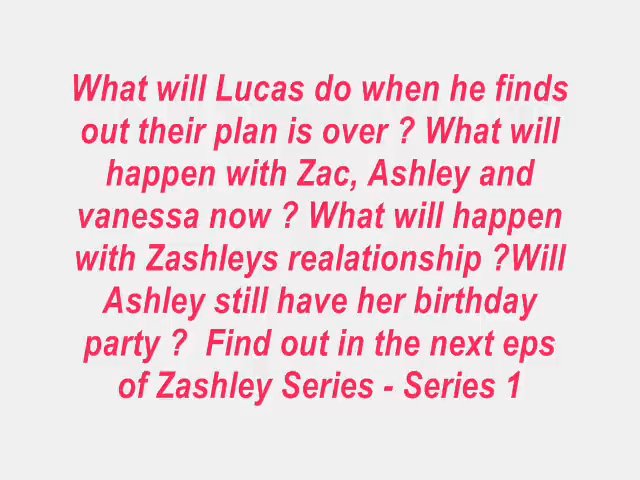 What will Lucas do when he finds
out their plan is over ? What will
happen with Zac, Ashley and
vanessa now ? What will happen
with Zashleys realationship ?Will
Ashley still have her birthday
party ?  Find out in the next eps
of Zashley Series - Series 1